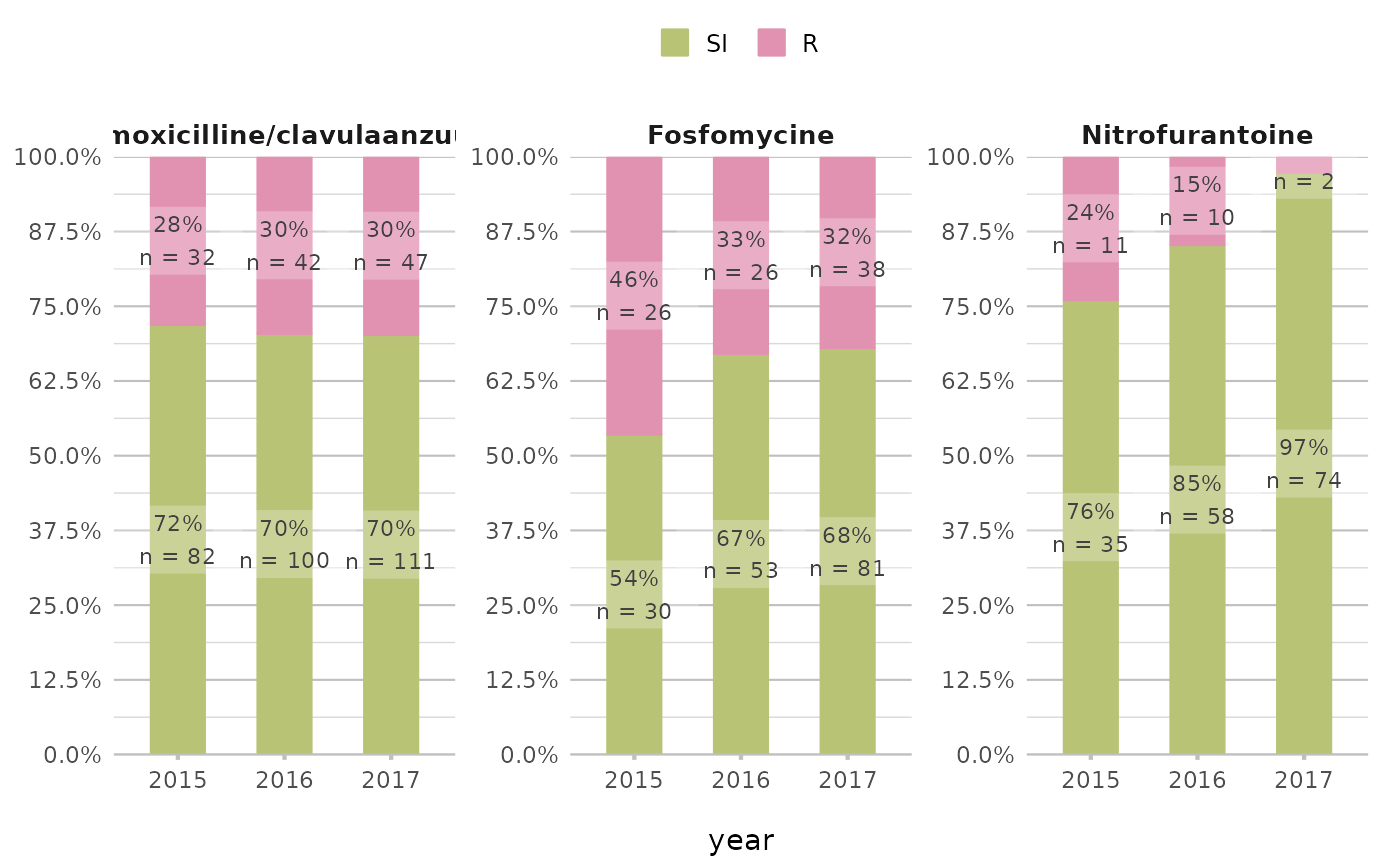 SI R
moxicilline/clavulaanzuu
100.0%
87.5%
75.0%
62.5%
50.0%
37.5%
25.0%
12.5%
0.0%
28%
n = 32
30%
n = 42
30%
n = 47
72%
n = 82
70%
n = 100
70%
n = 111
2015 2016 2017
Fosfomycine
100.0%
87.5%
75.0%
62.5%
50.0%
37.5%
25.0%
12.5%
0.0%
46%
n = 26
33%
n = 26
32%
n = 38
54%
n = 30
67%
n = 53
68%
n = 81
2015 2016 2017
Nitrofurantoine
100.0%
87.5%
75.0%
62.5%
50.0%
37.5%
25.0%
12.5%
0.0%
24%
n = 11
15%
n = 10
n = 2
76%
n = 35
85%
n = 58
97%
n = 74
2015 2016 2017
year